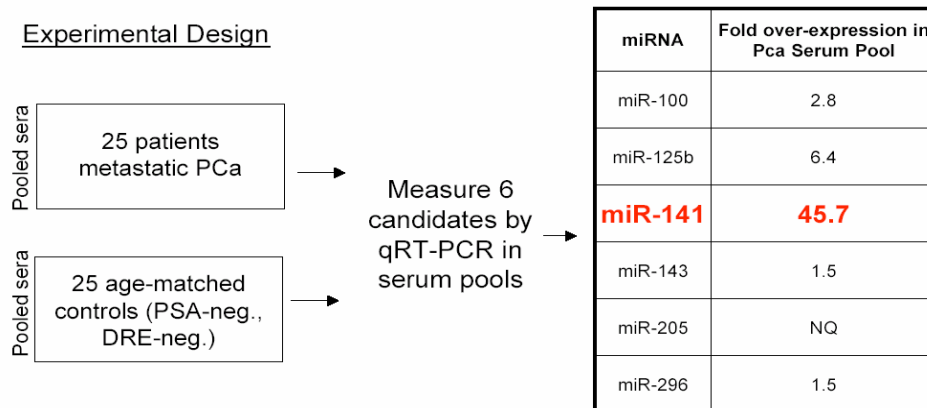 Experimental Design
Pooled sera
25 patients
metastatic PCa
Pooled sera
25 age-matched
controls (PSA-neg.,
DRE-neg.)
Measure 6
candidates by
qRT-PCR in
serum pools
miRNA
Fold over-expression in
Pca Serum Pool
miR-100
2.8
miR-125b
6.4
miR-141
45.7
miR-143
1.5
miR-205
NQ
miR-296
1.5